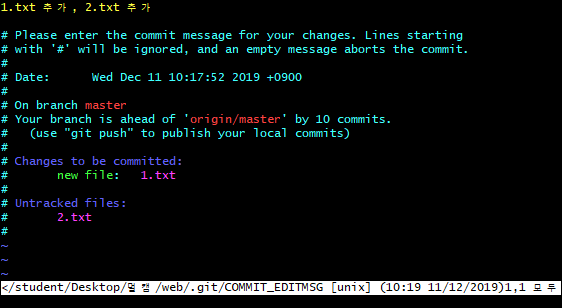 1.txt 추가, 2.txt 추가
# Please enter the commit message for your changes. Lines starting
# with '#' will be ignored, and an empty message aborts the commit.
#
# Date:      Wed Dec 11 10:17:52 2019 +0900
#
# On branch master
# Your branch is ahead of 'origin/master' by 10 commits.
#   (use "git push" to publish your local commits)
#
# Changes to be committed:
#       new file:   1.txt
#
# Untracked files:
#       2.txt
#
~
~
~
</student/Desktop/멀캠/web/.git/COMMIT_EDITMSG [unix] (10:19 11/12/2019)1,1 모두